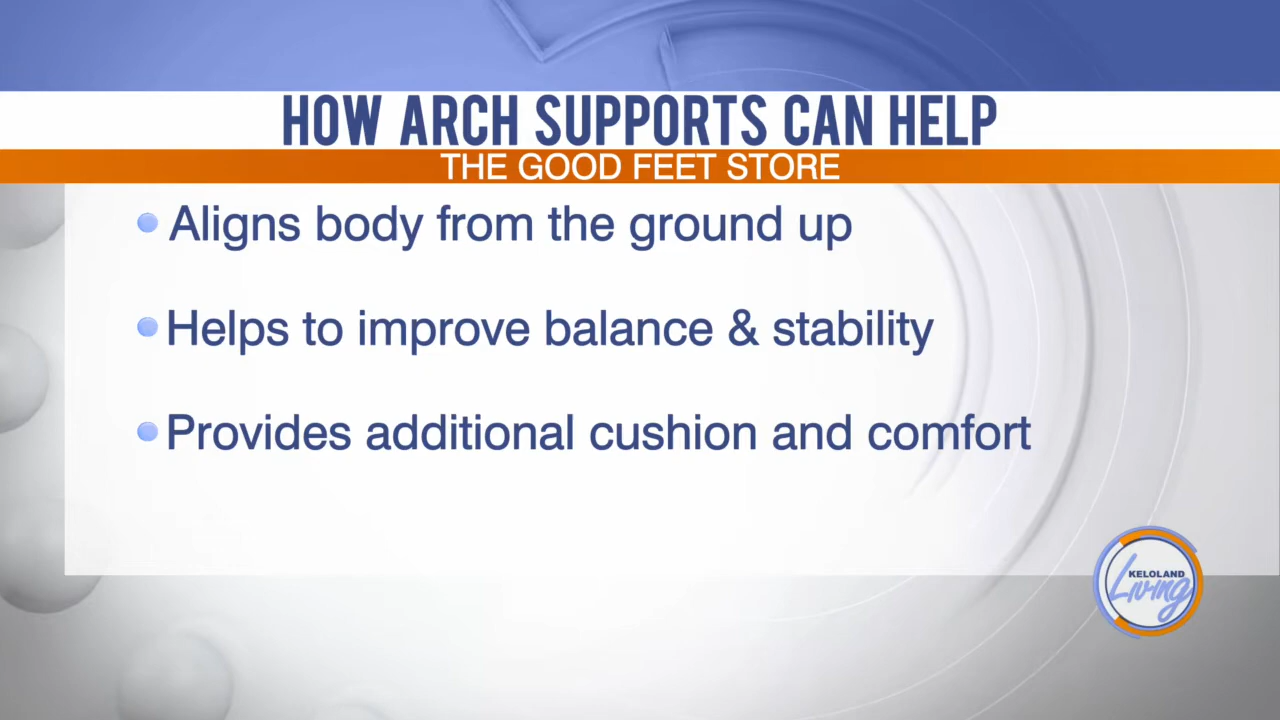 HOW ARCH SUPPORTS CAN HELP
THE GOOD FEET STORE
Aligns body from the ground up
Helps to improve balance & stability
Provides additional cushion and comfort
KELOLAND
Living